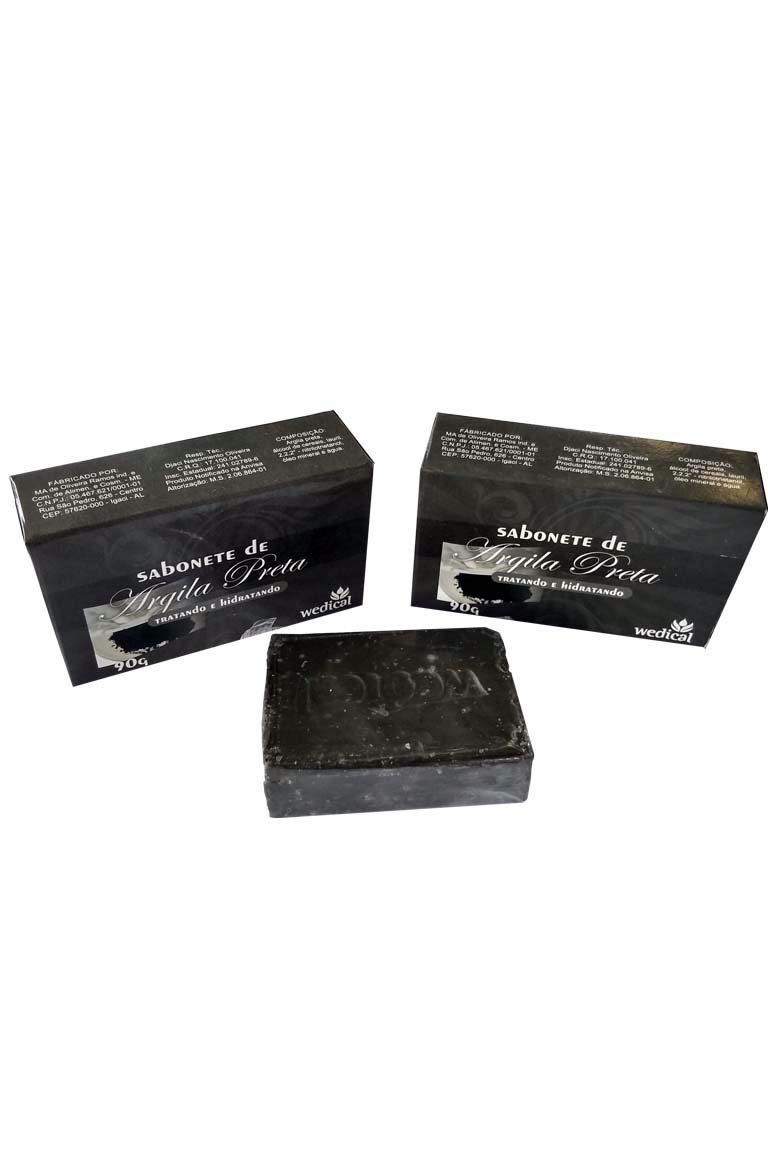 FÁBRICADO POR:
MA de Oliveira Ramos ind. e
Com. de Alimen. e Cosm. - ME
C.N.P.J.: 05.467.621/0001-01
Rua São Pedro, 626 - Centro
CEP: 57620-000 - Igaci - AL
Resp. Téc.
Djaci Nascimento Oliveira
C.R.Q. 17.100.041
Insc. Estadual: 241.02789-6
Produto Notificado na Anvisa
Altorização: M.S. 2.06.864-01
COMPOSIÇÃO:
Argila preta,
álcool de cereais, lauril,
2,2,2" - nitritotrietanol,
óleo mineral e água.
SABONETE de
Argila Preta
TRATANDO E HIDRATANDO
90g
wedical
FÁBRICADO POR:
MA de Oliveira Ramos ind. e
Com. de Alimen. e Cosm. - ME
C.N.P.J.: 05.467.621/0001-01
Rua São Pedro, 626 - Centro
CEP: 57620-000 - Igaci - AL
Resp. Téc.
Djaci Nascimento Oliveira
C.R.Q. 17.100.041
Insc. Estadual: 241.02789-6
Produto Notificado na Anvisa
Altorização: M.S. 2.06.864-01
COMPOSIÇÃO:
Argila preta,
álcool de cereais, lauril,
2,2,2" - nitritotrietanol,
óleo mineral e água.
SABONETE de
Argila Preta
TRATANDO E HIDRATANDO
90g
wedical